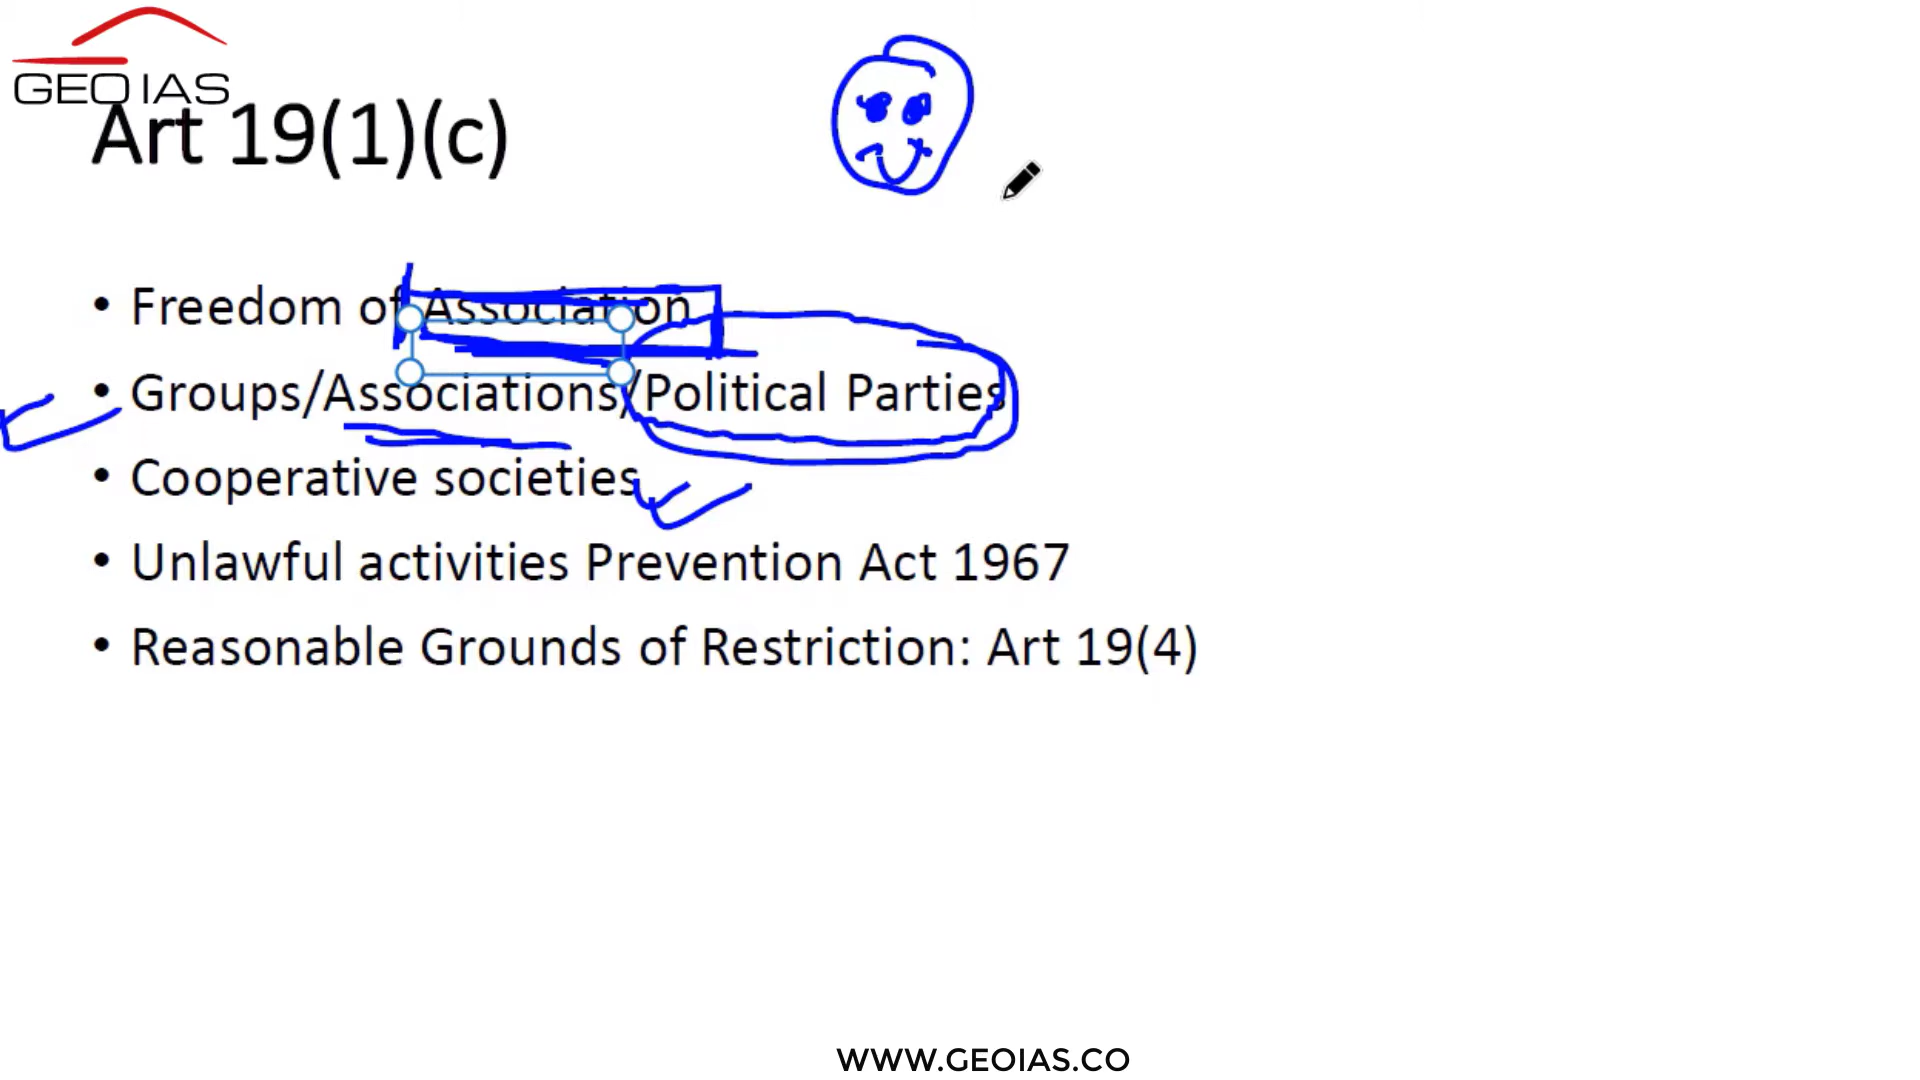 GEO IAS
Art 19(1)(c)
• Freedom of Association
• Groups/Associations/Political Parties
• Cooperative societies
• Unlawful activities Prevention Act 1967
• Reasonable Grounds of Restriction: Art 19(4)
WWW.GEOIAS.CO